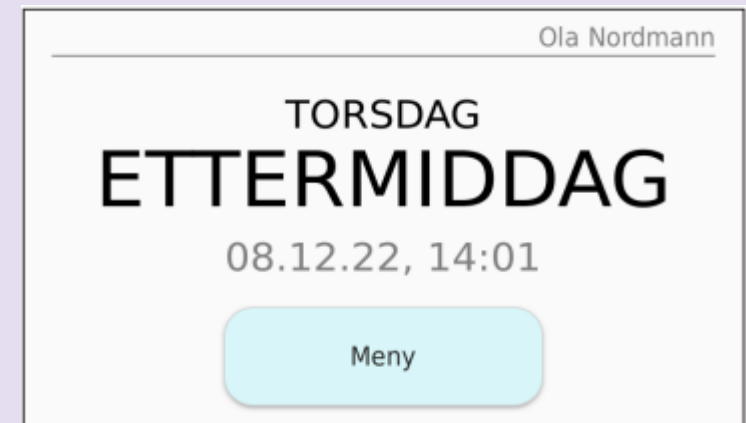 Ola Nordmann
TORSDAG
ETTERMIDDAG
08.12.22, 14:01
Meny